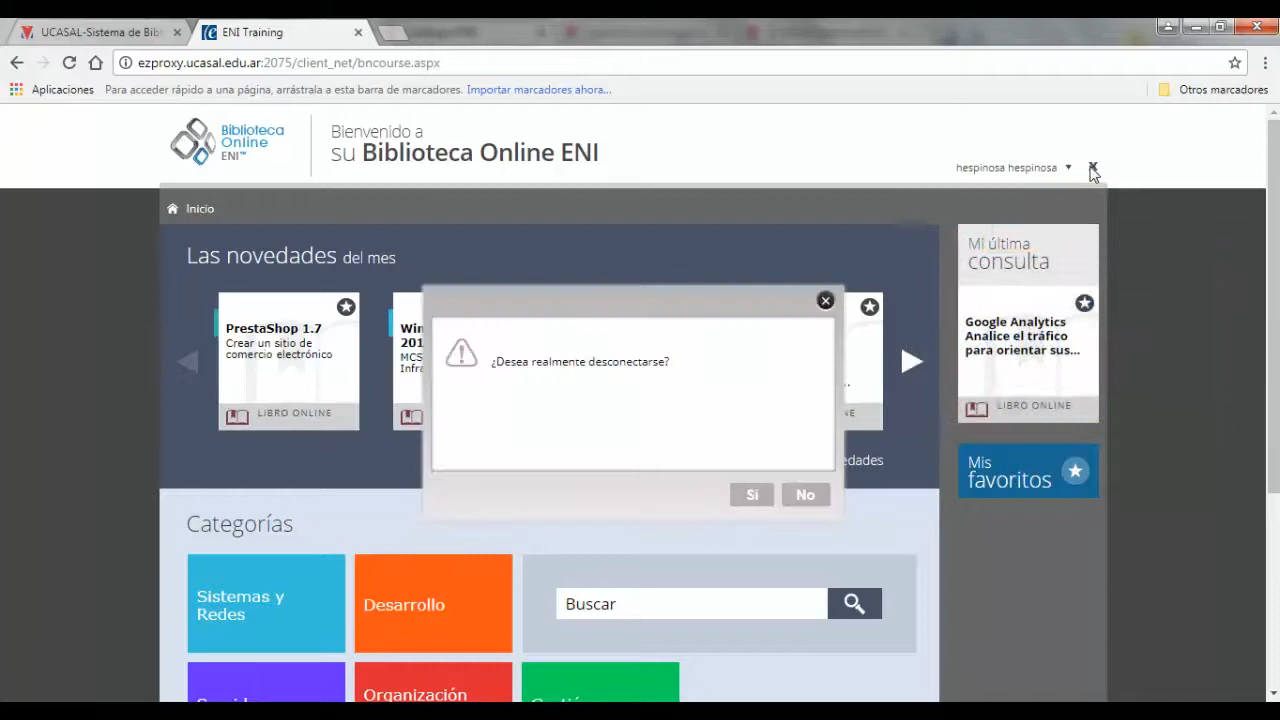 UCASAL-Sistema de Bib
ENI Training
ezproxy.ucasal.edu.ar:2075/client_net/bncourse.aspx
Aplicaciones
Para acceder rápido a una página, arrástrala a esta barra de marcadores. Importar marcadores ahora...
Otros marcadores
Biblioteca
Online
ENI™
Bienvenido a
su Biblioteca Online ENI
hespinosa hespinosa
Inicio
Las novedades del mes
PrestaShop 1.7
Crear un sitio de
comercio electrónico
LIBRO ONLINE
Mi última
consulta
Google Analytics
Analice el tráfico
para orientar sus...
LIBRO ONLINE
Mis
favoritos
¿Desea realmente desconectarse?
Sí
No
Categorías
Sistemas y
Redes
Desarrollo
Buscar
Organización